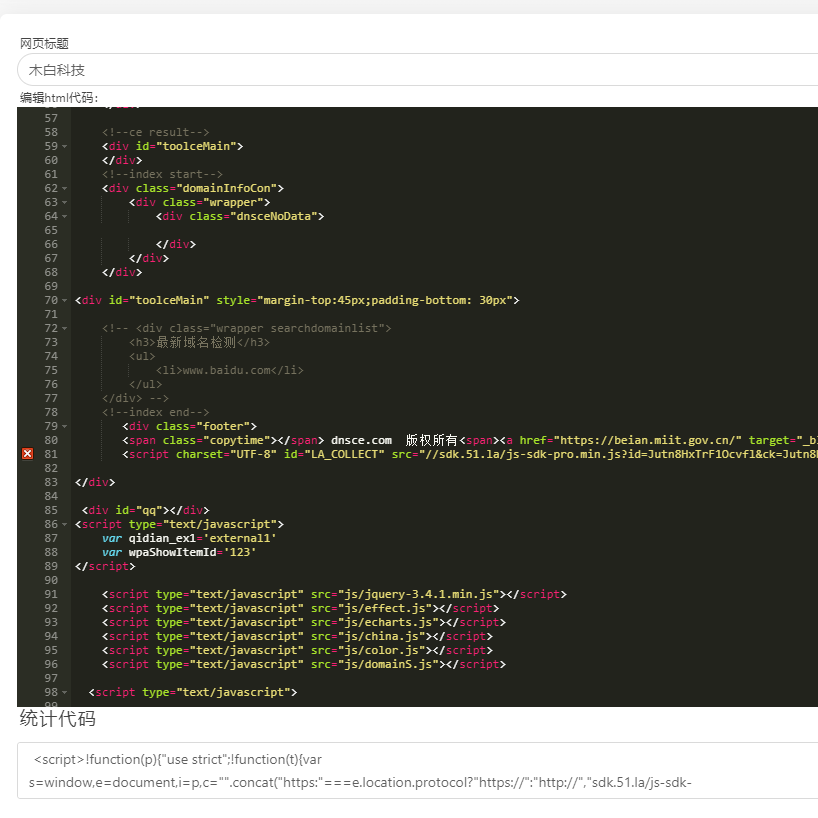 网页标题
木白科技
编辑html代码:
57
58 <!--ce result-->
59 <div id="toolceMain">
60 </div>
61 <!--index start-->
62 <div class="domainInfoCon">
63 <div class="wrapper">
64 <div class="dnsceNoData">
65
66 </div>
67 </div>
68 </div>
69
70 <div id="toolceMain" style="margin-top:45px;padding-bottom: 30px">
71
72 <!-- <div class="wrapper searchdomainlist">
73 <h3>最新域名检测</h3>
74 <ul>
75 <li>www.baidu.com</li>
76 </ul>
77 </div> -->
78 <!--index end-->
79 <div class="footer">
80 <span class="copytime"></span> dnsce.com 版权所有<span><a href="https://beian.miit.gov.cn/" target="_b
81 <script charset="UTF-8" id="LA_COLLECT" src="//sdk.51.la/js-sdk-pro.min.js?id=Jutn8HxTrF1Ocvfl&ck=Jutn8H
82
83 </div>
84
85 <div id="qq"></div>
86 <script type="text/javascript">
87 var qidian_ex1='external1'
88 var wpaShowItemId='123'
89 </script>
90
91 <script type="text/javascript" src="js/jquery-3.4.1.min.js"></script>
92 <script type="text/javascript" src="js/effect.js"></script>
93 <script type="text/javascript" src="js/echarts.js"></script>
94 <script type="text/javascript" src="js/china.js"></script>
95 <script type="text/javascript" src="js/color.js"></script>
96 <script type="text/javascript" src="js/domainS.js"></script>
97
98 <script type="text/javascript">
统计代码
<script>!function(p){"use strict";!function(t){var
s=window,e=document,i=p,c="".concat("https:"===e.location.protocol?"https://":"http://","sdk.51.la/js-sdk-